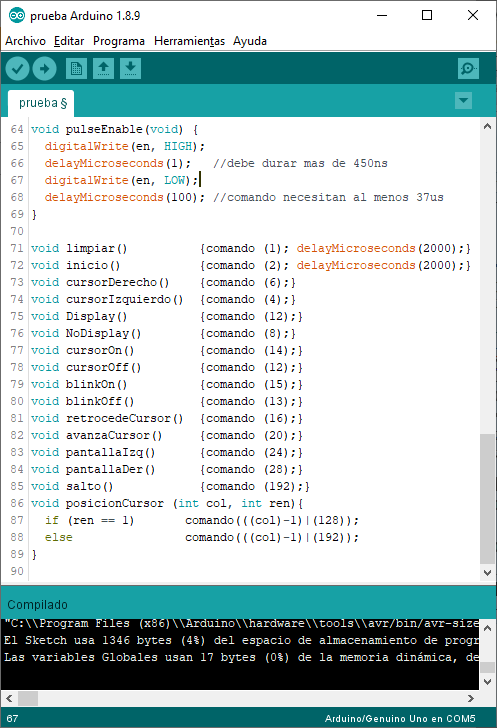 prueba Arduino 1.8.9
Archivo Editar Programa Herramientas Ayuda
prueba §
64 void pulseEnable(void) {
65 digitalWrite(en, HIGH);
66 delayMicroseconds(1); //debe durar mas de 450ns
67 digitalWrite(en, LOW);
68 delayMicroseconds(100); //comando necesitan al menos 37us
69 }
70
71 void limpiar() {comando (1); delayMicroseconds(2000);}
72 void inicio() {comando (2); delayMicroseconds(2000);}
73 void cursorDerecho() {comando (6);}
74 void cursorIzquierdo() {comando (4);}
75 void Display() {comando (12);}
76 void NoDisplay() {comando (8);}
77 void cursorOn() {comando (14);}
78 void cursorOff() {comando (12);}
79 void blinkOn() {comando (15);}
80 void blinkOff() {comando (13);}
81 void retrocedeCursor() {comando (16);}
82 void avanzaCursor() {comando (20);}
83 void pantallaIzq() {comando (24);}
84 void pantallaDer() {comando (28);}
85 void salto() {comando (192);}
86 void posicionCursor (int col, int ren){
87 if (ren == 1) comando(((col)-1)|(128));
88 else comando(((col)-1)|(192));
89 }
90
Compilado
"C:\\Program Files (x86)\\Arduino\\hardware\\tools\\avr/bin/avr-size
El Sketch usa 1346 bytes (4%) del espacio de almacenamiento de progr
Las variables Globales usan 17 bytes (0%) de la memoria dinámica, de
67 Arduino/Genuino Uno en COM5